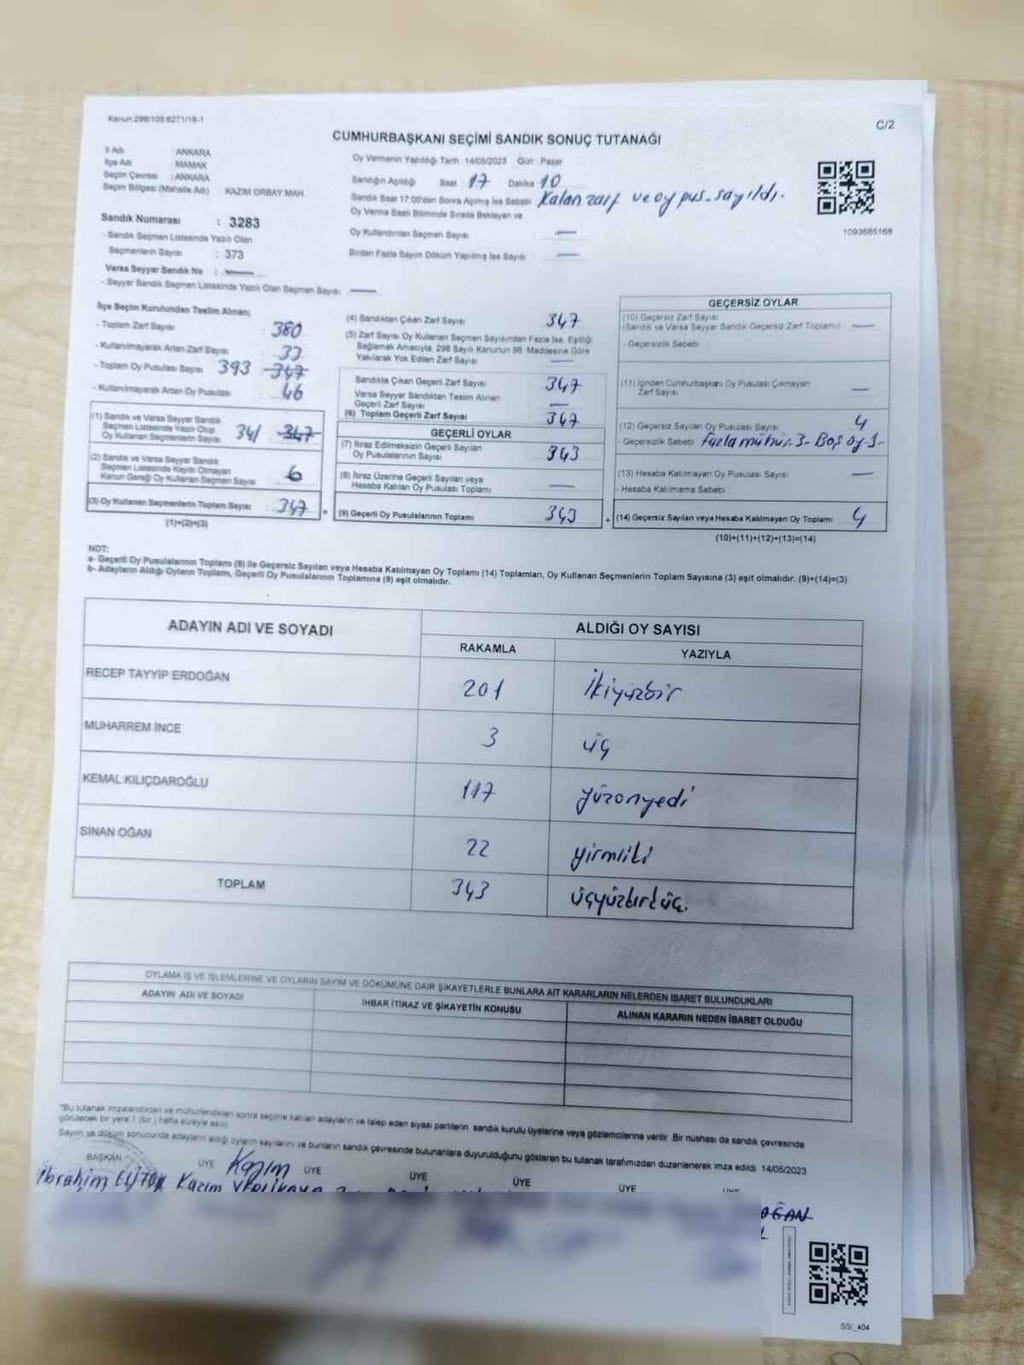 Kanun:298/105 6271/18-1
C/2
CUMHURBAŞKANI SEÇİMİ SANDIK SONUÇ TUTANAĞI
İl Adı : ANKARA
İlçe Adı : MAMAK
Seçim Çevresi : ANKARA
Seçim Bölgesi (Mahalle Adı) : KAZIM ORBAY MAH.
Sandık Numarası : 3283
- Sandık Seçmen Listesinde Yazılı Olan
Seçmenlerin Sayısı : 373
Varsa Seyyar Sandık No : —
- Seyyar Sandık Seçmen Listesinde Yazılı Olan Seçmen Sayısı —
Oy Vermenin Yapıldığı Tarih 14/05/2023 Gün Pazar
Sandığın Açıldığı Saat 17 Dakika 10
Sandık Saat 17:00'den Sonra Açılmış İse Sebebi Kalan zarf ve oy pus. sayıldı.
Oy Verme Saati Bitiminde Sırada Bekleyen ve
Oy Kullandırılan Seçmen Sayısı —
Birden Fazla Sayım Döküm Yapılmış İse Sayısı —
1093685168
İlçe Seçim Kurulundan Teslim Alınan;
- Toplam Zarf Sayısı 380
- Kullanılmayarak Artan Zarf Sayısı 33
- Toplam Oy Pusulası Sayısı 393 347
- Kullanılmayarak Artan Oy Pusulası 46
(1) Sandık ve Varsa Seyyar Sandık
Seçmen Listesinde Yazılı Olup
Oy Kullanan Seçmenlerin Sayısı 341 347
(2) Sandık ve Varsa Seyyar Sandık
Seçmen Listesinde Kayıtlı Olmayan
Kanun Gereği Oy Kullanan Seçmen Sayısı 6
(3) Oy Kullanan Seçmenlerin Toplam Sayısı 347 =
(1)+(2)=(3)
(4) Sandıktan Çıkan Zarf Sayısı 347
(5) Zarf Sayısı Oy Kullanan Seçmen Sayısından Fazla İse, Eşitliği
Sağlamak Amacıyla, 298 Sayılı Kanunun 98. Maddesine Göre
Yakılarak Yok Edilen Zarf Sayısı —
Sandıkta Çıkan Geçerli Zarf Sayısı 347
Varsa Seyyar Sandıktan Teslim Alınan
Geçerli Zarf Sayısı —
(6) Toplam Geçerli Zarf Sayısı 347
GEÇERLİ OYLAR
(7) İtiraz Edilmeksizin Geçerli Sayılan
Oy Pusulasının Sayısı 343
(8) İtiraz Üzerine Geçerli Sayılan veya
Hesaba Katılan Oy Pusulası Toplamı —
(9) Geçerli Oy Pusulalarının Toplamı 343 +
GEÇERSİZ OYLAR
(10) Geçersiz Zarf Sayısı
(Sandık ve Varsa Seyyar Sandık Geçersiz Zarf Toplamı) —
- Geçersizlik Sebebi
(11) İçinden Cumhurbaşkanı Oy Pusulası Çıkmayan
Zarf Sayısı —
(12) Geçersiz Sayılan Oy Pusulası Sayısı 4
- Geçersizlik Sebebi Fazla mühür. 3- Boş oy 1-
(13) Hesaba Katılmayan Oy Pusulası Sayısı —
- Hesaba Katılmama Sebebi
(14) Geçersiz Sayılan veya Hesaba Katılmayan Oy Toplamı 4
(10)+(11)+(12)+(13)=(14)
NOT:
a- Geçerli Oy Pusulalarının Toplamı (9) ile Geçersiz Sayılan veya Hesaba Katılmayan Oy Toplamı (14) Toplamları, Oy Kullanan Seçmenlerin Toplam Sayısına (3) eşit olmalıdır. (9)+(14)=(3)
b- Adayların Aldığı Oyların Toplamı, Geçerli Oy Pusulalarının Toplamına (9) eşit olmalıdır.
ADAYIN ADI VE SOYADI ALDIĞI OY SAYISI
RAKAMLA YAZIYLA
RECEP TAYYİP ERDOĞAN 201 İkiyüzbir
MUHARREM İNCE 3 üç
KEMAL KILIÇDAROĞLU 117 yüzonyedi
SİNAN OĞAN 22 yirmiiki
TOPLAM 343 üçyüzkırküç.
OYLAMA İŞ VE İŞLEMLERİNE VE OYLARIN SAYIM VE DÖKÜMÜNE DAİR ŞİKAYETLERLE BUNLARA AİT KARARLARIN NELERDEN İBARET BULUNDUKLARI
ADAYIN ADI VE SOYADI İHBAR İTİRAZ VE ŞİKAYETİN KONUSU ALINAN KARARIN NEDEN İBARET OLDUĞU
*Bu tutanak imzalandıktan ve mühürlendikten sonra seçime katılan adayların ve talep eden siyasi partilerin sandık kurulu üyelerine veya gözlemcilerine verilir. Bir nüshası da sandık çevresinde
görülecek bir yere 1 (bir) hafta süreyle asılır.
Sayım ve döküm sonucunda adayların aldığı oyların sayılarını ve bunların sandık çevresinde bulunanlara duyurulduğunu gösteren bu tutanak tarafımızdan düzenlenerek imza edildi. 14/05/2023
BAŞKAN ÜYE ÜYE ÜYE ÜYE ÜYE ÜYE
Kazım
İbrahim ELİTOK Kazım
SSI_404